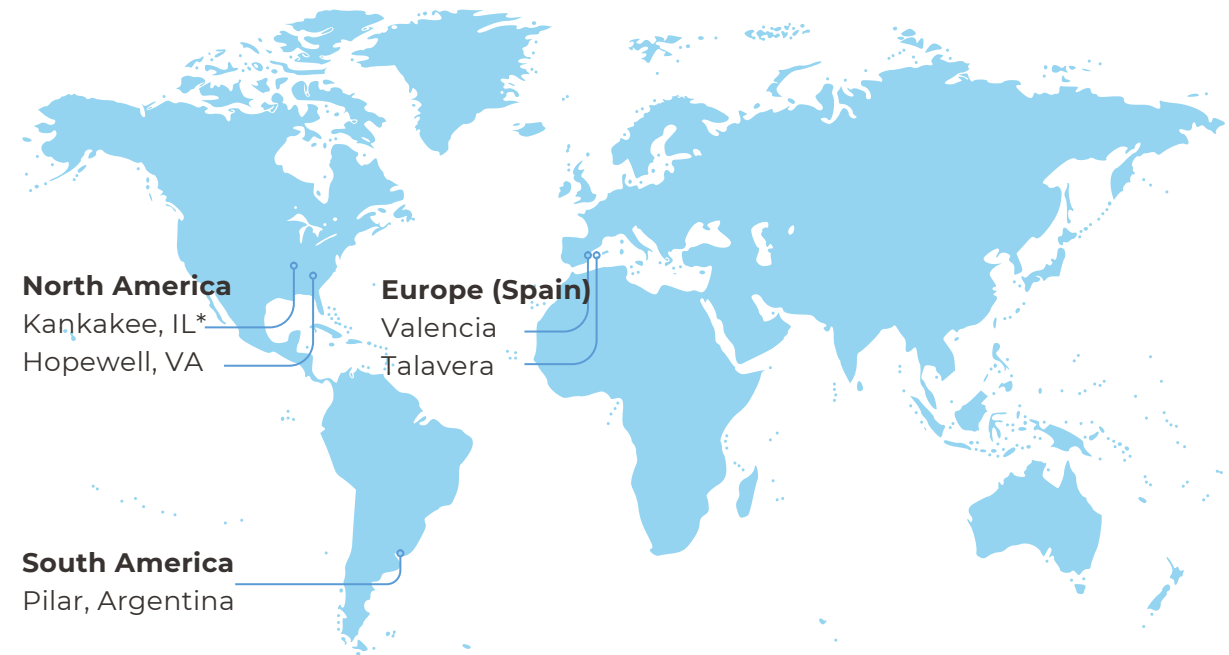 North America
Kankakee, IL*
Hopewell, VA
Europe (Spain)
Valencia
Talavera
South America
Pilar, Argentina